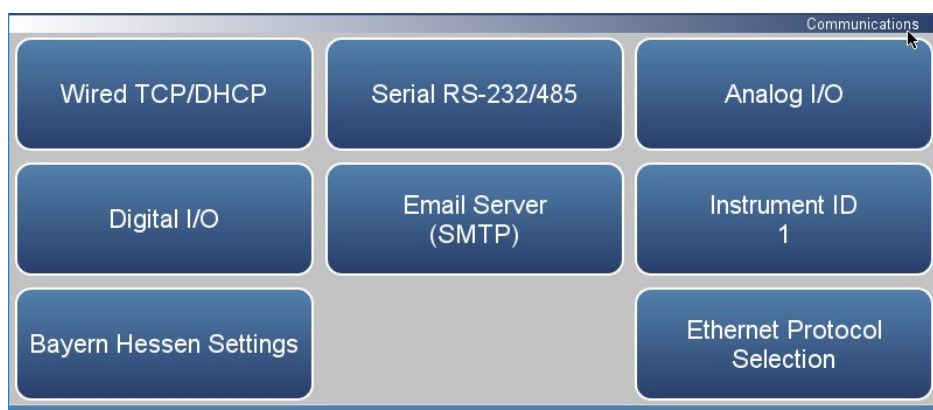 Communications
Wired TCP/DHCP
Serial RS-232/485
Analog I/O
Digital I/O
Email Server
(SMTP)
Instrument ID
1
Bayern Hessen Settings
Ethernet Protocol
Selection